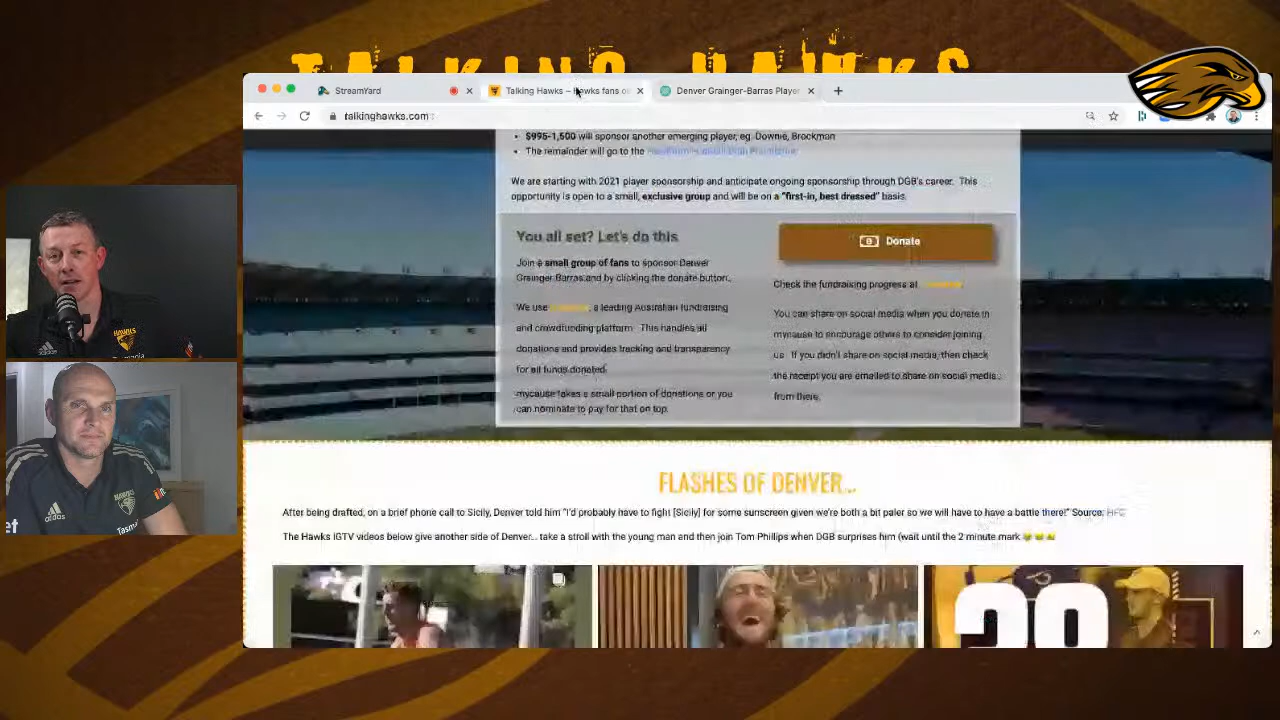 TALKING HAWKS
StreamYard
Talking Hawks – Hawks fans
Denver Grainger-Barras Player
talkinghawks.com
• $995-1,500 will sponsor another emerging player, eg. Downie, Brockman
• The remainder will go to the
We are starting with 2021 player sponsorship and anticipate ongoing sponsorship through DGB's career. This
opportunity is open to a small, exclusive group and will be on a "first-in, best dressed" basis.
You all set? Let's do this
Donate
Join a small group of fans to sponsor Denver
Grainger-Barras and by clicking the donate button.
Check the fundraising progress at
We use
, a leading Australian fundraising
and crowdfunding platform. This handles all
donations and provides tracking and transparency
for all funds donated.
mycause takes a small portion of donations or you
can nominate to pay for that on top.
You can share on social media when you donate in
mycause to encourage others to consider joining
us. If you didn't share on social media, then check
the receipt you are emailed to share on social media
from there.
FLASHES OF DENVER...
After being drafted, on a brief phone call to Sicily, Denver told him "I'd probably have to fight [Sicily] for some sunscreen given we're both a bit paler so we will have to have a battle there!" Source: HFC
The Hawks IGTV videos below give another side of Denver... take a stroll with the young man and then join Tom Phillips when DGB surprises him (wait until the 2 minute mark
HAWKS
adidas
Tasmania
HAWKS
adidas
Tasm
et